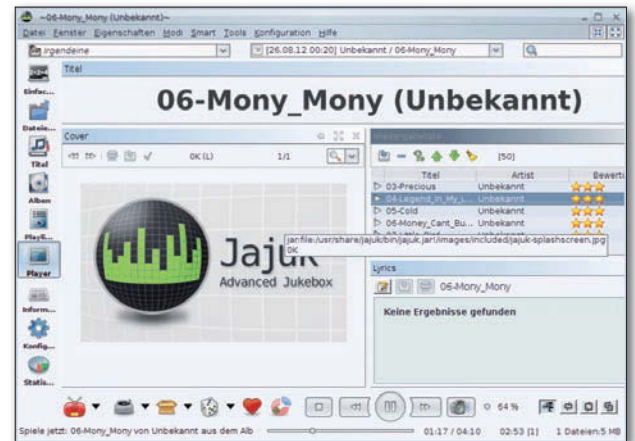 ~06-Mony_Mony (Unbekannt)~
Datei Fenster Eigenschaften Modi Smart Tools Konfiguration Hilfe
Irgendeine
[26.08.12 00:20] Unbekannt / 06-Mony_Mony
Einfac...
Dateie...
Titel
Alben
Playli...
Player
Inform...
Konfig...
Statis...
Titel
06-Mony_Mony (Unbekannt)
Cover
OK (L)
1/1
Jajuk
Advanced Jukebox
[50]
Titel Artist Bewertu
03-Precious Unbekannt
04-Legend_In_My_L... Unbekannt
05-Cold Unbekannt
06-Money_Cant_Bu... Unbekannt
jar:file:/usr/share/jajuk/bin/jajuk.jar!/images/included/jajuk-splashscreen.jpg
OK
Lyrics
06-Mony_Mony
Keine Ergebnisse gefunden
64 %
Spiele jetzt: 06-Mony_Mony von Unbekannt aus dem Alb
01:17 / 04:10
02:53 [1]
1 Dateien:5 MB